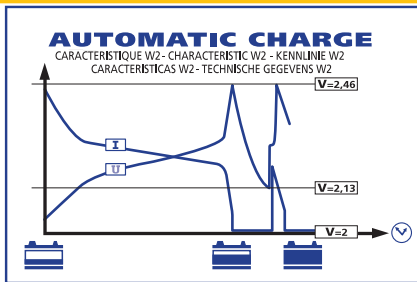 AUTOMATIC CHARGE
CARACTERISTIQUE W2 - CHARACTERISTIC W2 - KENNLINIE W2
CARACTERISTICAS W2 - TECHNISCHE GEGEVENS W2
V=2,46
I
U
V=2,13
V=2